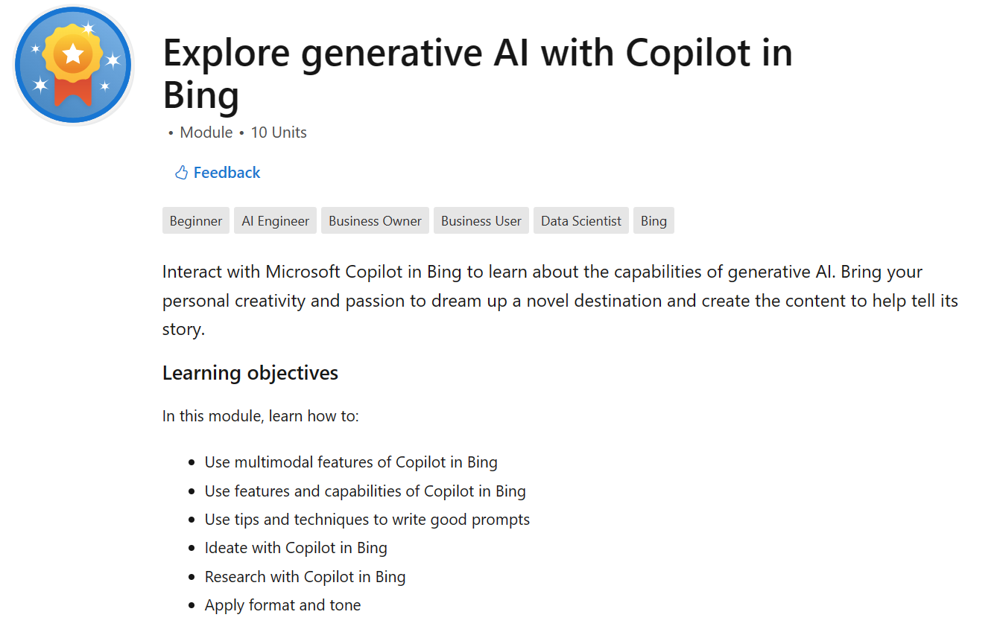 Explore generative AI with Copilot in
Bing
• Module • 10 Units
Feedback
Beginner AI Engineer Business Owner Business User Data Scientist Bing
Interact with Microsoft Copilot in Bing to learn about the capabilities of generative AI. Bring your
personal creativity and passion to dream up a novel destination and create the content to help tell its
story.
Learning objectives
In this module, learn how to:
• Use multimodal features of Copilot in Bing
• Use features and capabilities of Copilot in Bing
• Use tips and techniques to write good prompts
• Ideate with Copilot in Bing
• Research with Copilot in Bing
• Apply format and tone